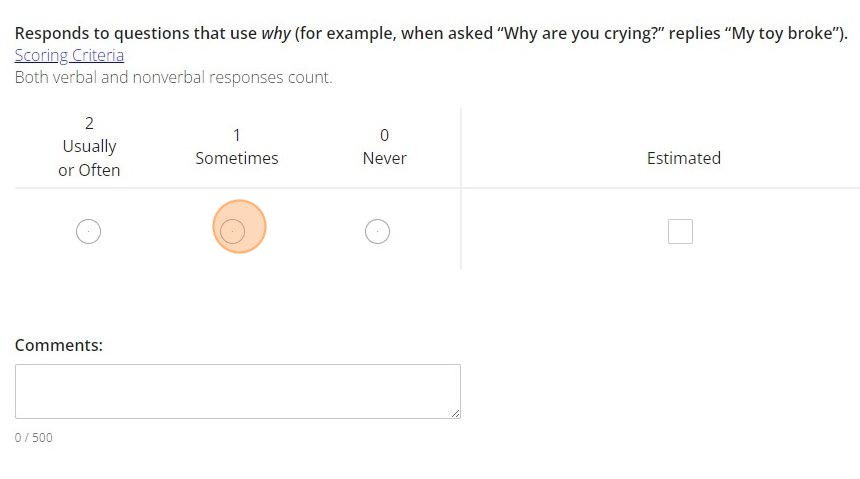 Responds to questions that use why (for example, when asked “Why are you crying?” replies “My toy broke”).
Scoring Criteria
Both verbal and nonverbal responses count.
2
Usually
or Often
1
Sometimes
0
Never
Estimated
Comments:
0 / 500